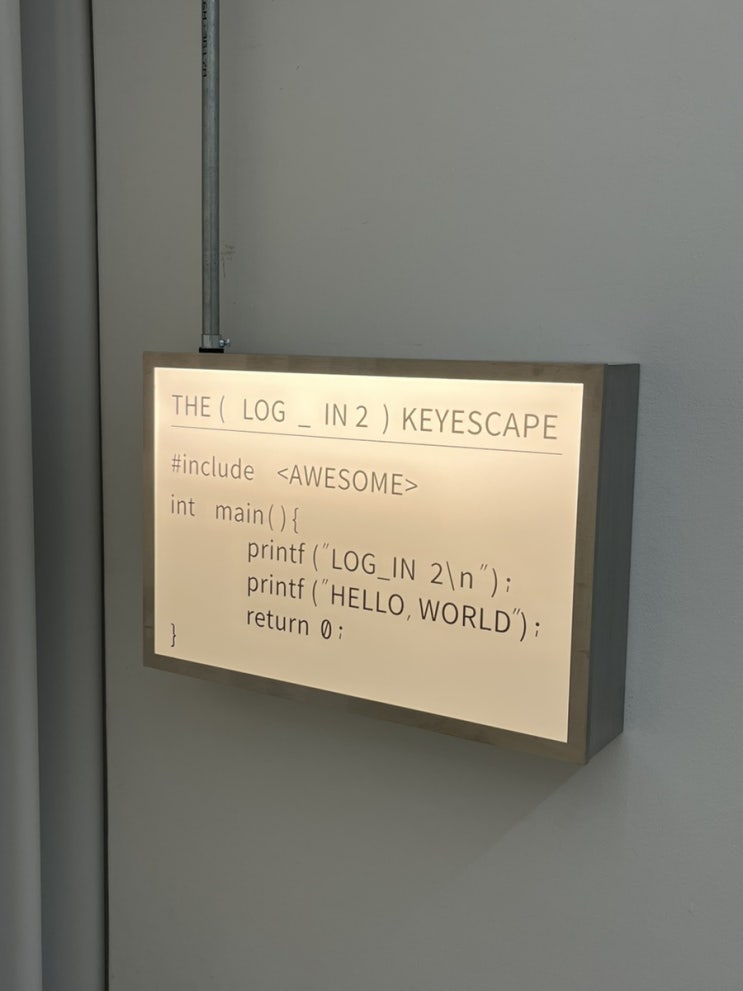 THE ( LOG _ IN 2 ) KEYESCAPE
#include <AWESOME>
int main(){
printf ("LOG_IN 2\n");
printf ("HELLO, WORLD");
return 0;
}